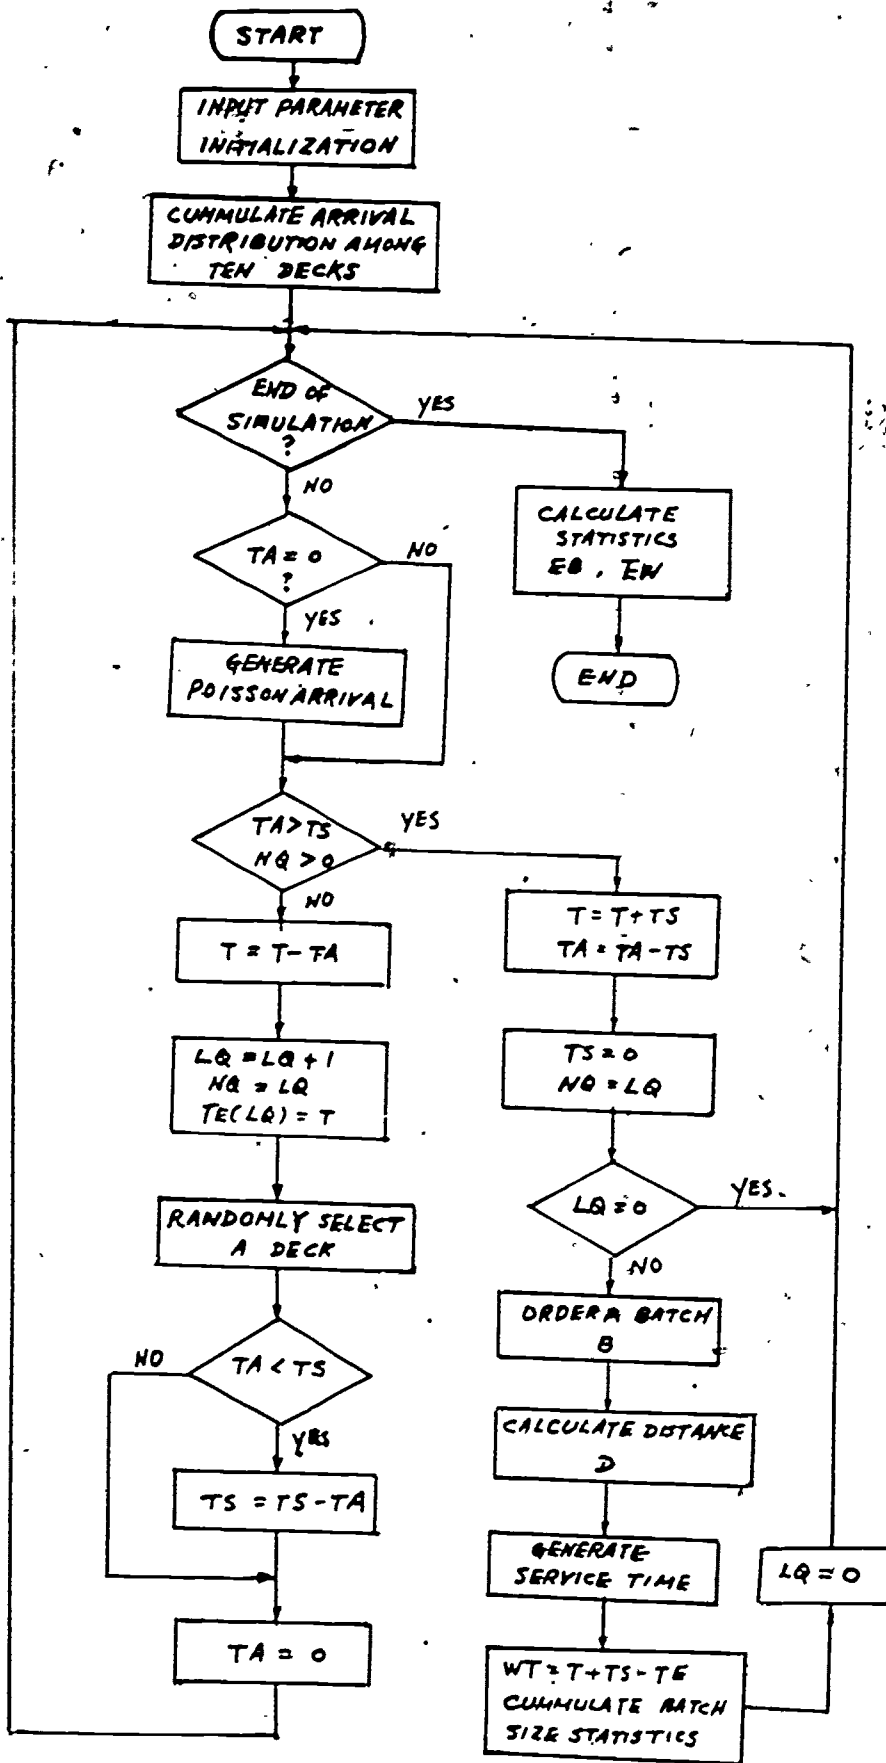 START
INPUT PARAMETER
INITIALIZATION
CUMMULATE ARRIVAL
DISTRIBUTION AMONG
TEN DECKS
END OF
SIMULATION
?
YES
NO
CALCULATE
STATISTICS
EB, EW
END
TA = 0
?
NO
YES
GENERATE
POISSON ARRIVAL
TA > TS
NQ > 0
YES
NO
T = T - TA
LQ = LQ + 1
NQ = LQ
TE(LQ) = T
RANDOMLY SELECT
A DECK
TA < TS
NO
YES
TS = TS - TA
TA = 0
T = T + TS
TA = TA - TS
TS = 0
NQ = LQ
LQ = 0
YES.
NO
ORDER A BATCH
B
CALCULATE DISTANCE
D
GENERATE
SERVICE TIME
WT = T + TS - TE
CUMMULATE BATCH
SIZE STATISTICS
LQ = 0